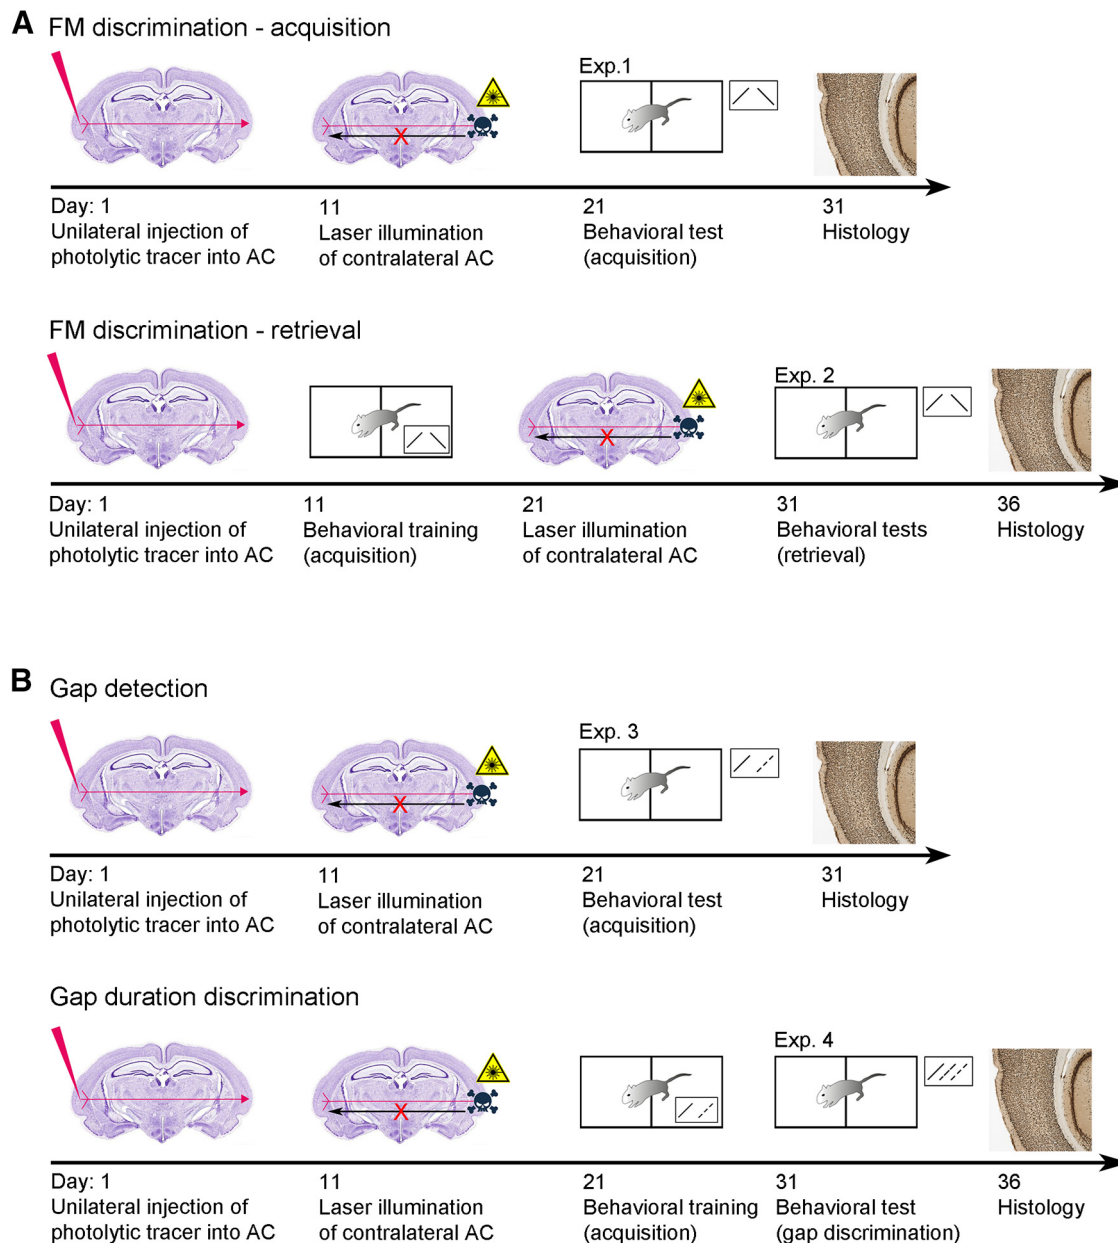 A FM discrimination - acquisition
Exp.1
Day: 1
Unilateral injection of
photolytic tracer into AC
11
Laser illumination
of contralateral AC
21
Behavioral test
(acquisition)
31
Histology
FM discrimination - retrieval
Exp. 2
Day: 1
Unilateral injection of
photolytic tracer into AC
11
Behavioral training
(acquisition)
21
Laser illumination
of contralateral AC
31
Behavioral tests
(retrieval)
36
Histology
B Gap detection
Exp. 3
Day: 1
Unilateral injection of
photolytic tracer into AC
11
Laser illumination
of contralateral AC
21
Behavioral test
(acquisition)
31
Histology
Gap duration discrimination
Exp. 4
Day: 1
Unilateral injection of
photolytic tracer into AC
11
Laser illumination
of contralateral AC
21
Behavioral training
(acquisition)
31
Behavioral test
(gap discrimination)
36
Histology